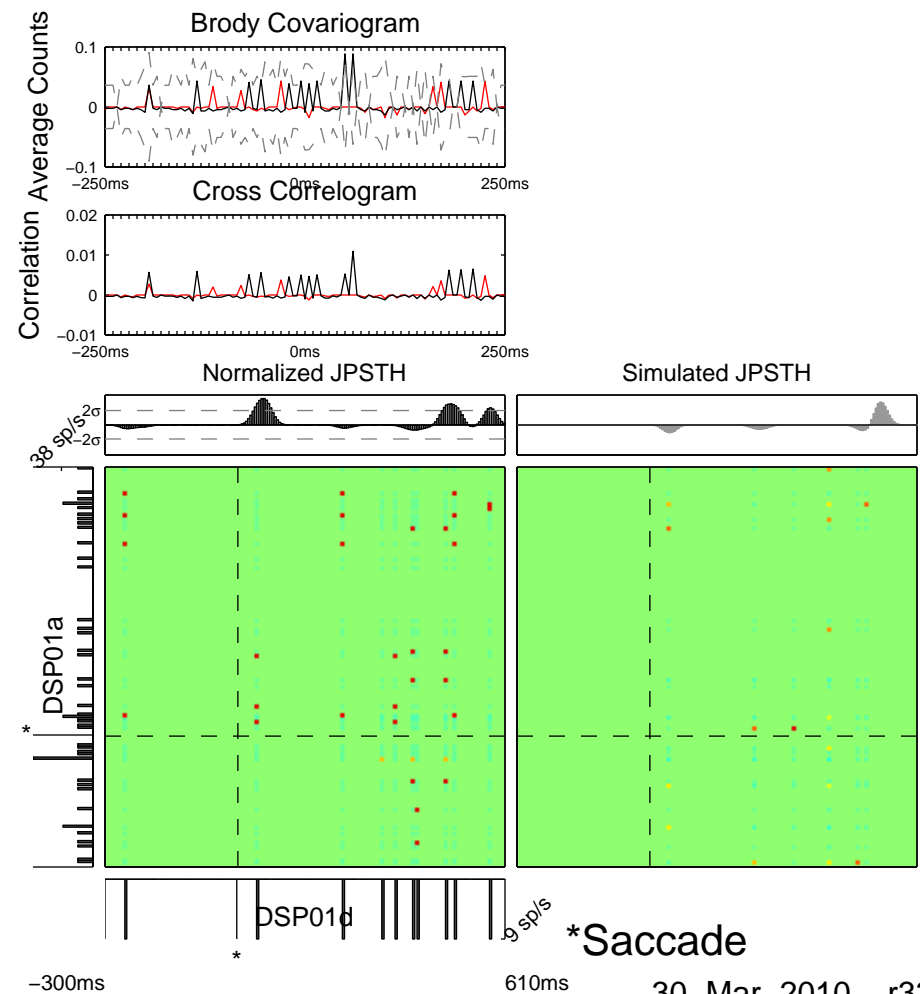 Brody Covariogram
Average Counts
0.1
0
−0.1
−250ms
0ms
250ms
Cross Correlogram
Correlation
0.02
0.01
0
−0.01
−250ms
0ms
250ms
Normalized JPSTH
Simulated JPSTH
2σ
−2σ
38 sp/s
DSP01a
*
DSP01d
9 sp/s
*
*Saccade
−300ms
610ms
30 Mar 2010